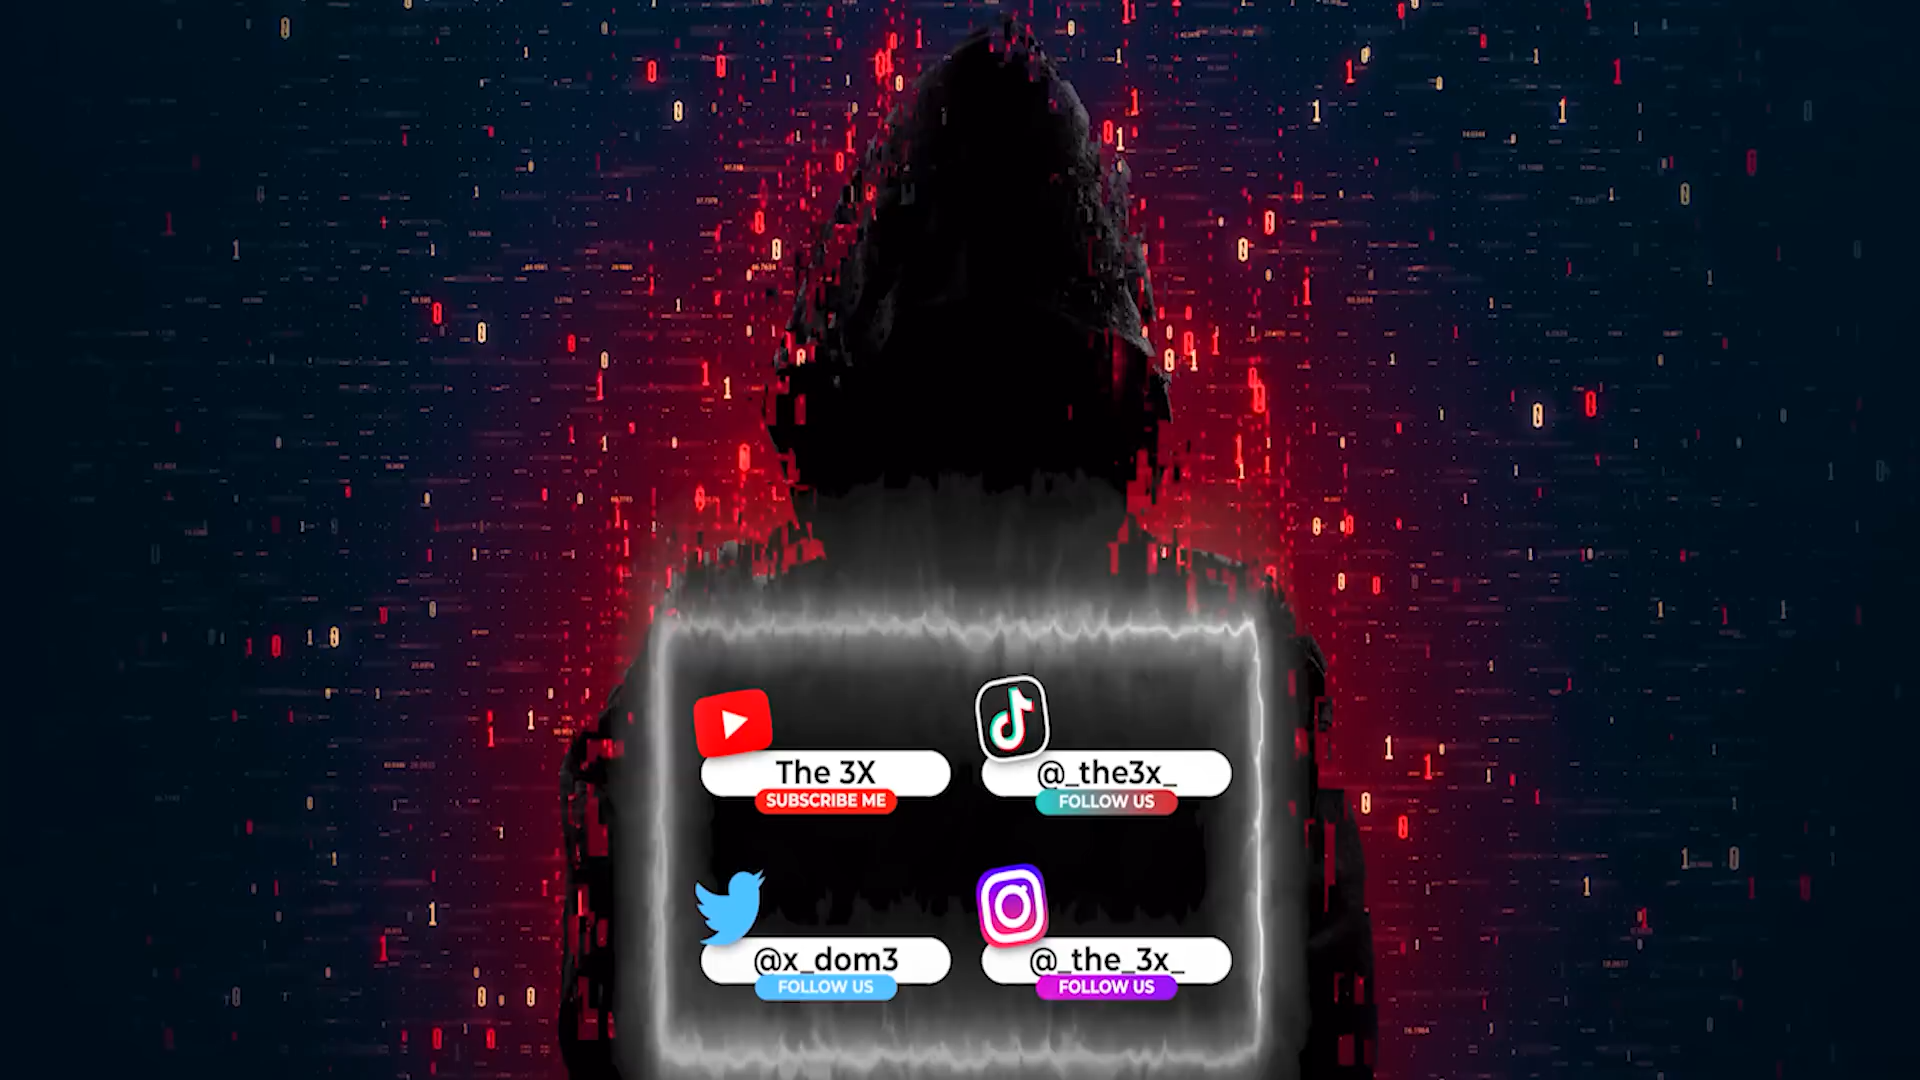 The 3X
SUBSCRIBE ME
@_the3x_
FOLLOW US
@x_dom3
FOLLOW US
@_the_3x_
FOLLOW US